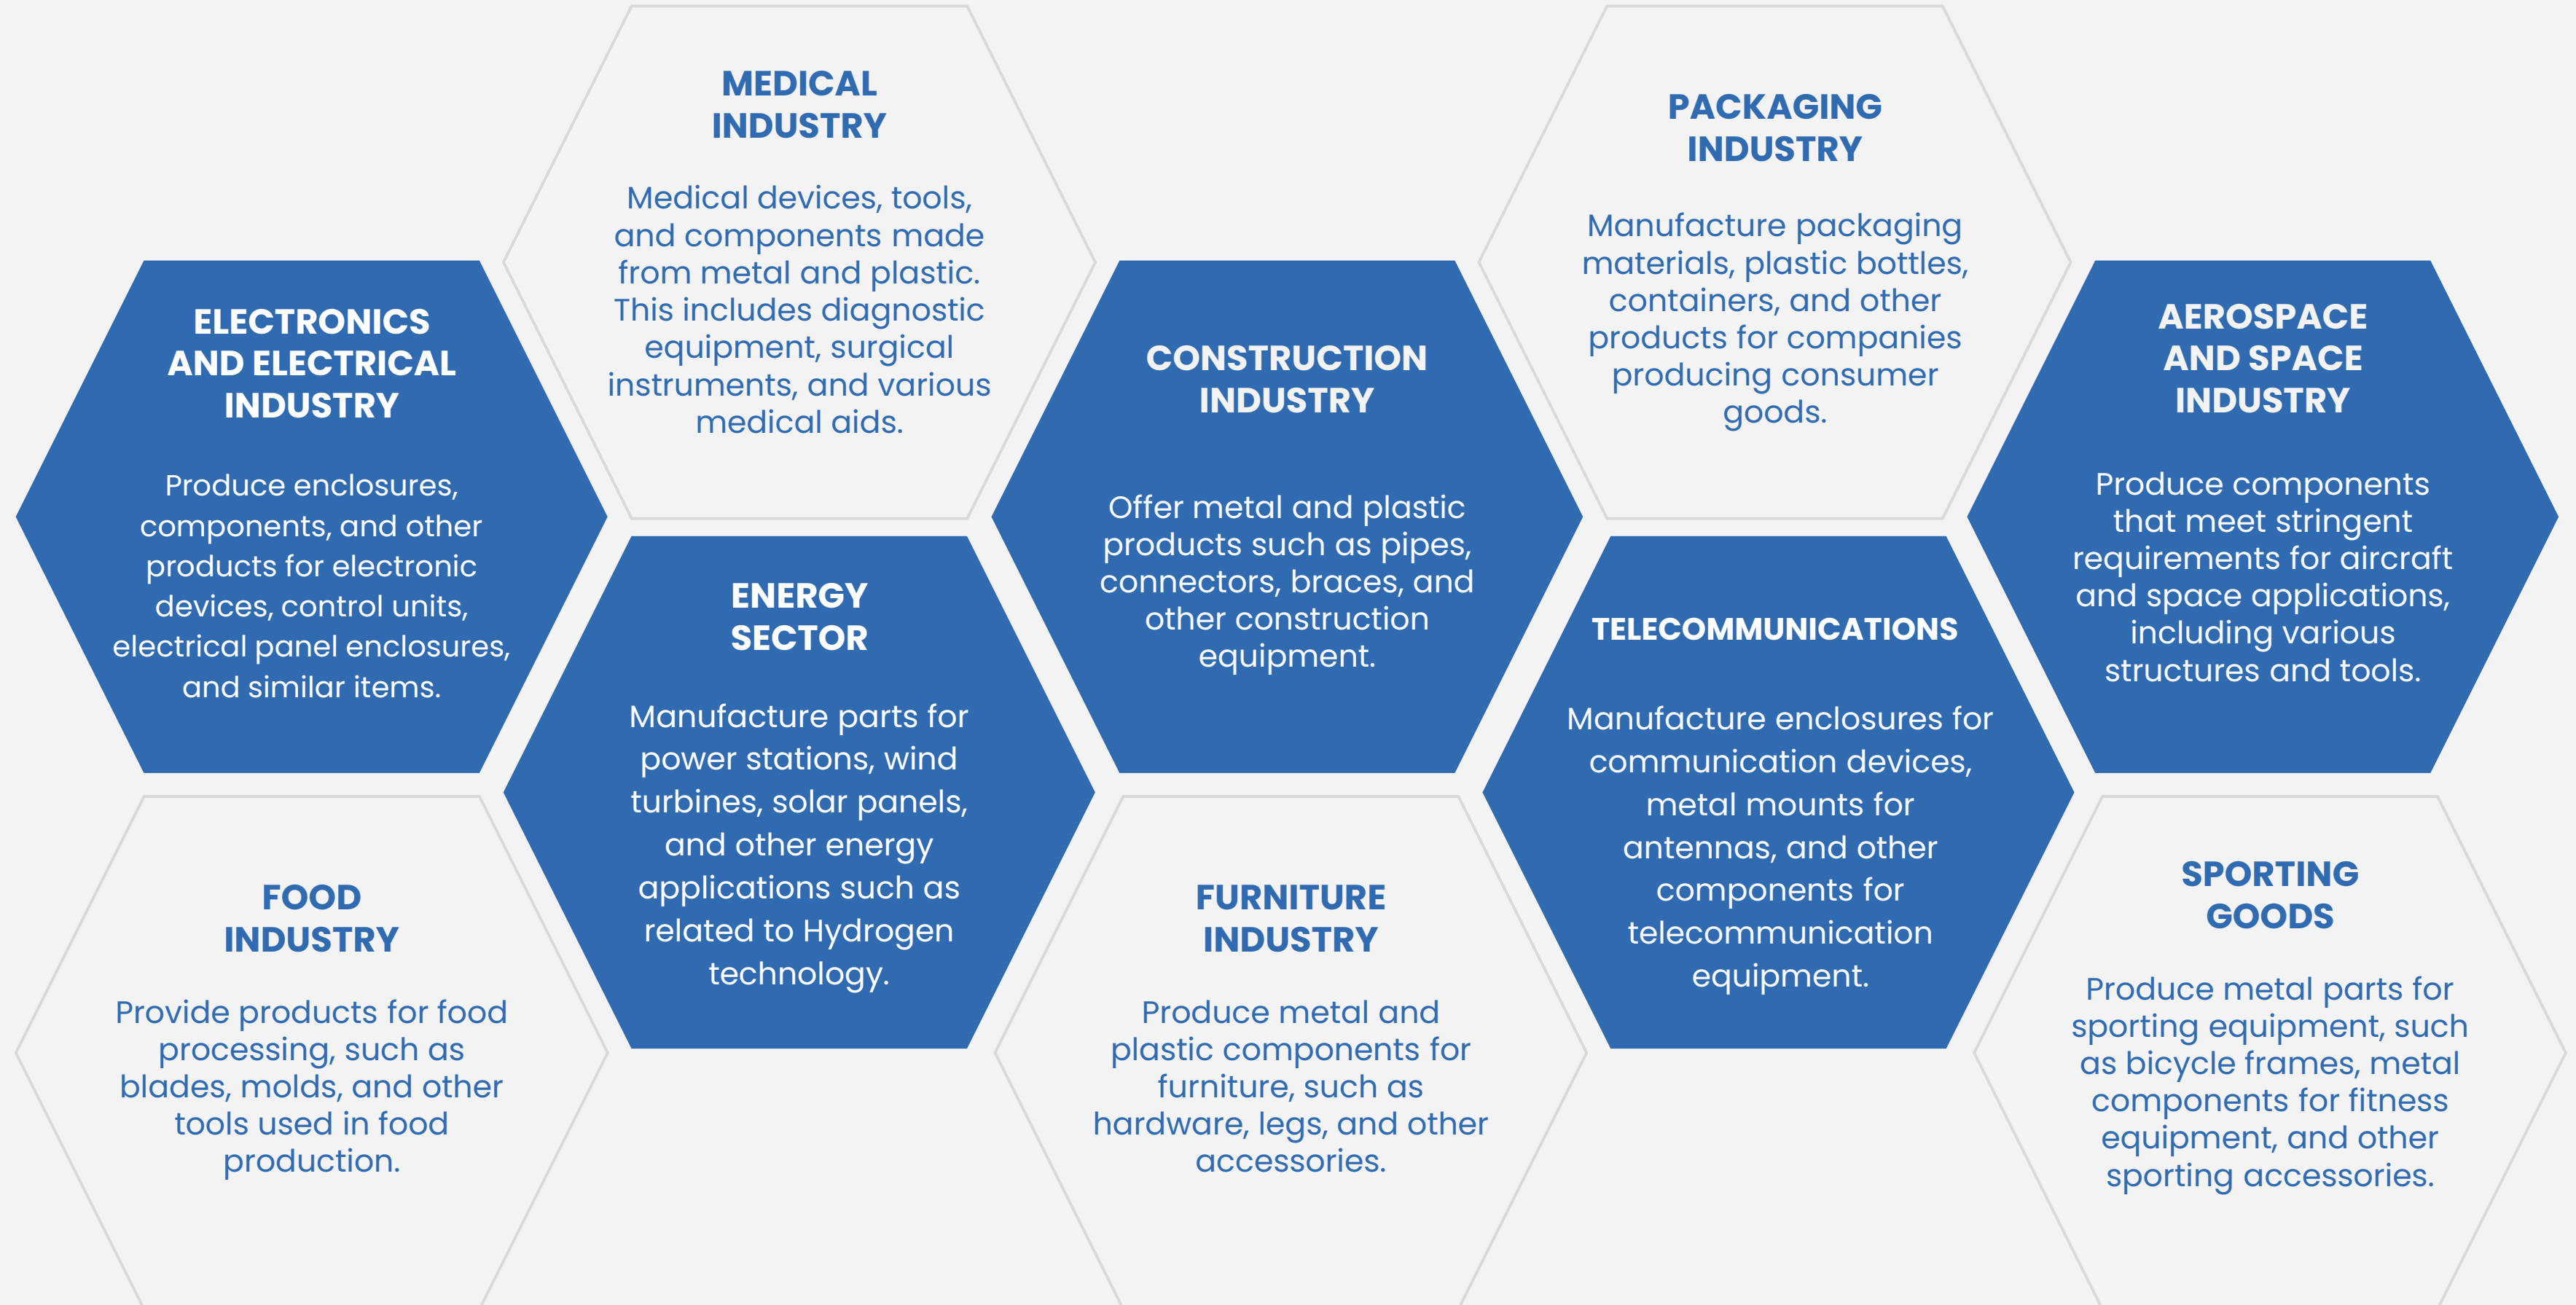 MEDICAL
INDUSTRY
Medical devices, tools,
and components made
from metal and plastic.
This includes diagnostic
equipment, surgical
instruments, and various
medical aids.
PACKAGING
INDUSTRY
Manufacture packaging
materials, plastic bottles,
containers, and other
products for companies
producing consumer
goods.
ELECTRONICS
AND ELECTRICAL
INDUSTRY
Produce enclosures,
components, and other
products for electronic
devices, control units,
electrical panel enclosures,
and similar items.
CONSTRUCTION
INDUSTRY
Offer metal and plastic
products such as pipes,
connectors, braces, and
other construction
equipment.
AEROSPACE
AND SPACE
INDUSTRY
Produce components
that meet stringent
requirements for aircraft
and space applications,
including various
structures and tools.
ENERGY
SECTOR
Manufacture parts for
power stations, wind
turbines, solar panels,
and other energy
applications such as
related to Hydrogen
technology.
TELECOMMUNICATIONS
Manufacture enclosures for
communication devices,
metal mounts for
antennas, and other
components for
telecommunication
equipment.
FOOD
INDUSTRY
Provide products for food
processing, such as
blades, molds, and other
tools used in food
production.
FURNITURE
INDUSTRY
Produce metal and
plastic components for
furniture, such as
hardware, legs, and other
accessories.
SPORTING
GOODS
Produce metal parts for
sporting equipment, such
as bicycle frames, metal
components for fitness
equipment, and other
sporting accessories.